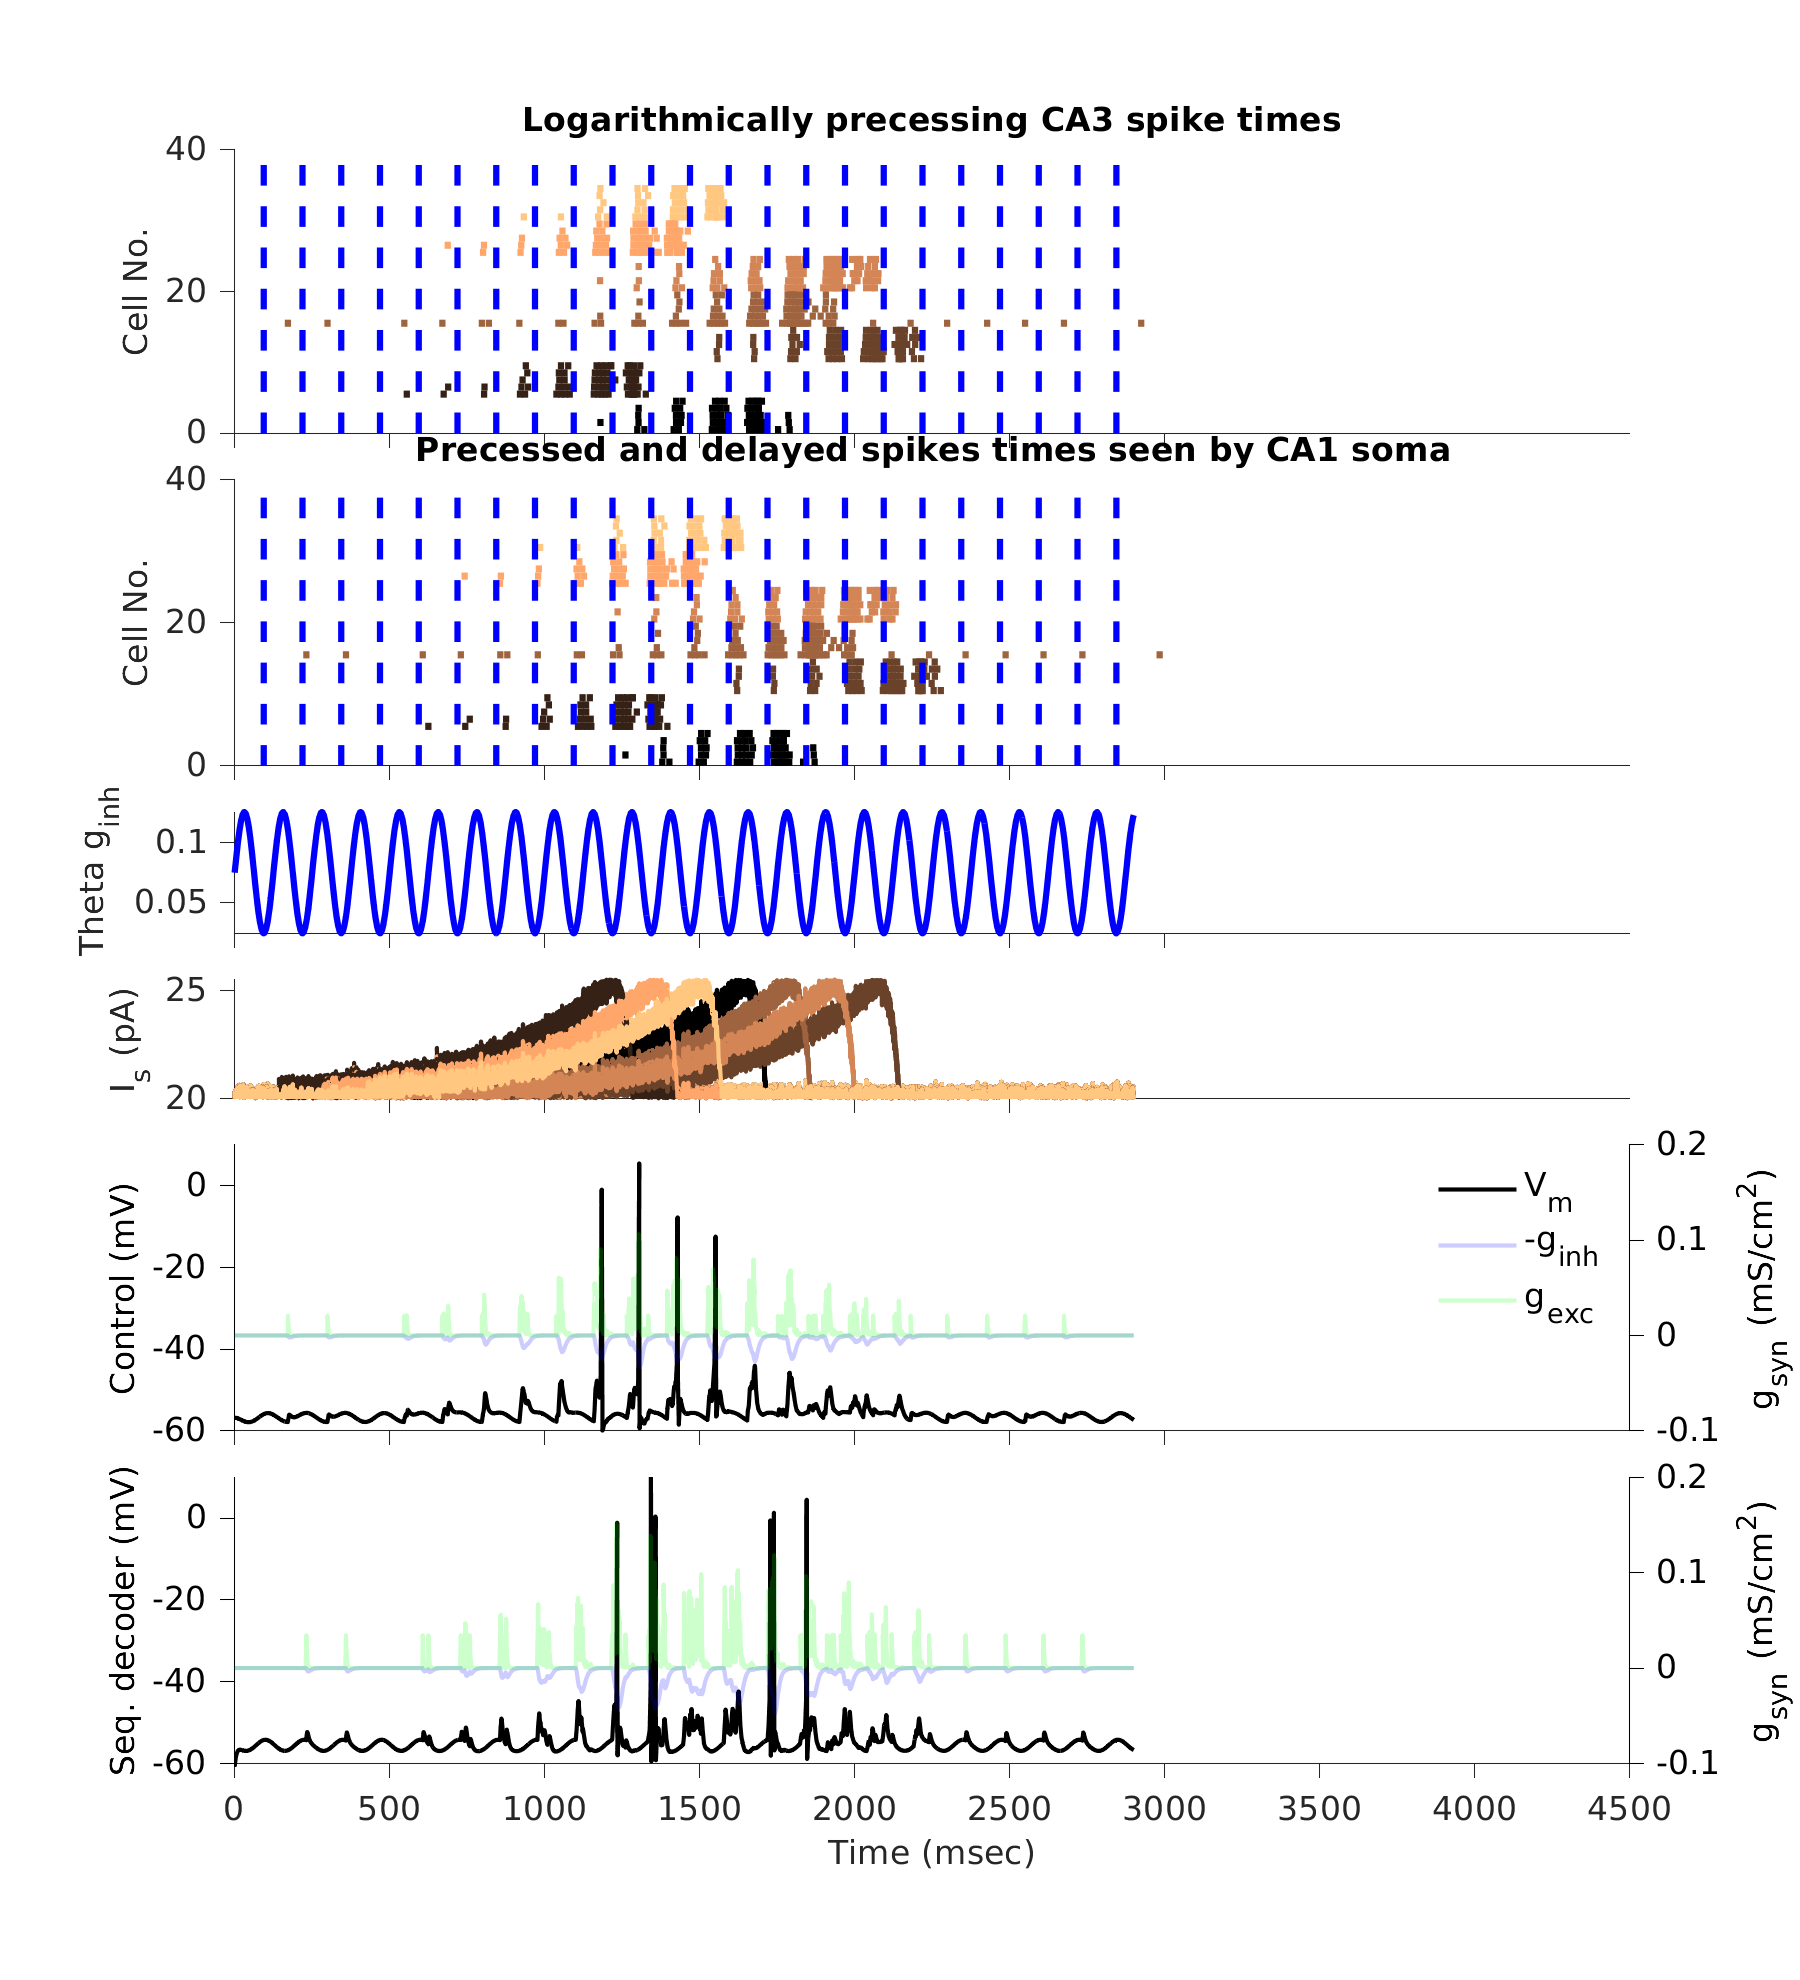 Logarithmically precessing CA3 spike times
40
20
0
Cell No.
Precessed and delayed spikes times seen by CA1 soma
40
20
0
Cell No.
0.1
0.05
Theta g_inh
25
20
I_s (pA)
0
-20
-40
-60
Control (mV)
V_m
-g_inh
g_exc
0.2
0.1
0
-0.1
g_syn (mS/cm²)
0
-20
-40
-60
Seq. decoder (mV)
0.2
0.1
0
-0.1
g_syn (mS/cm²)
0 500 1000 1500 2000 2500 3000 3500 4000 4500
Time (msec)